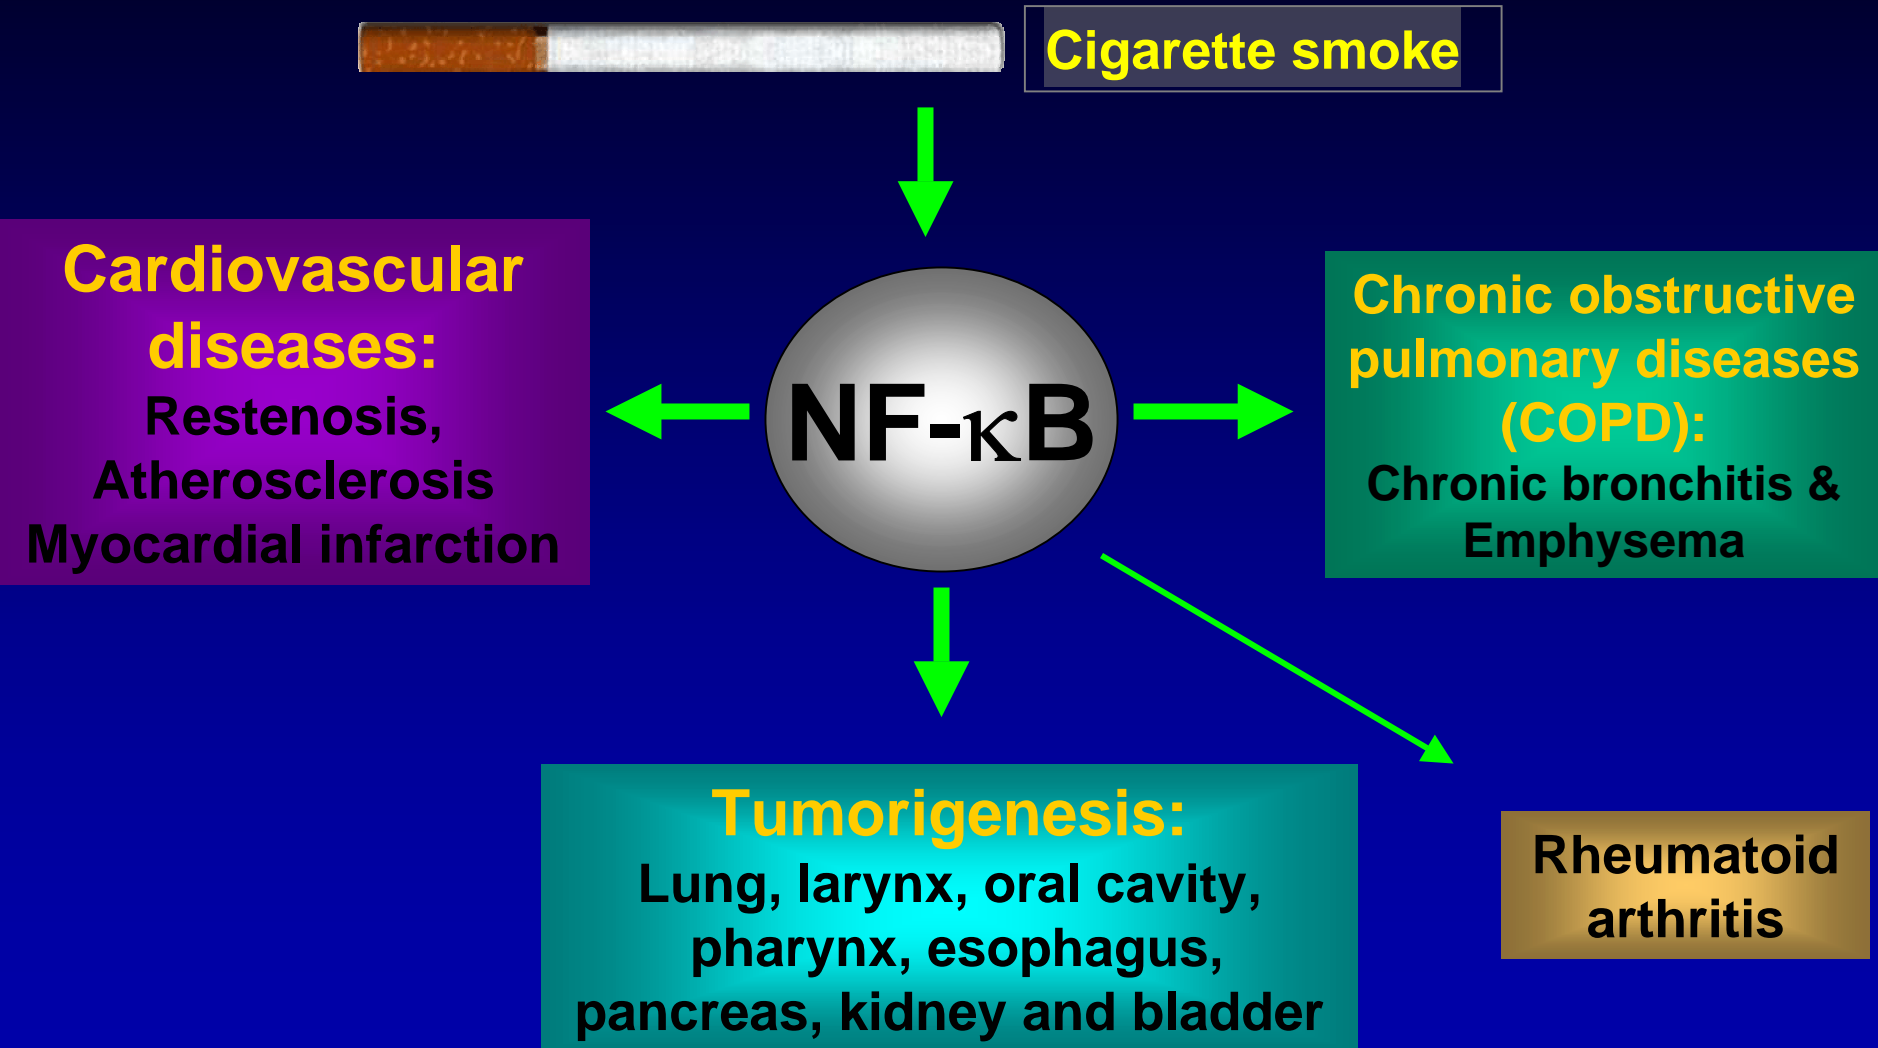 Cigarette smoke
Cardiovascular
diseases:
Restenosis,
Atherosclerosis
Myocardial infarction
NF-κB
Chronic obstructive
pulmonary diseases
(COPD):
Chronic bronchitis &
Emphysema
Tumorigenesis:
Lung, larynx, oral cavity,
pharynx, esophagus,
pancreas, kidney and bladder
Rheumatoid
arthritis